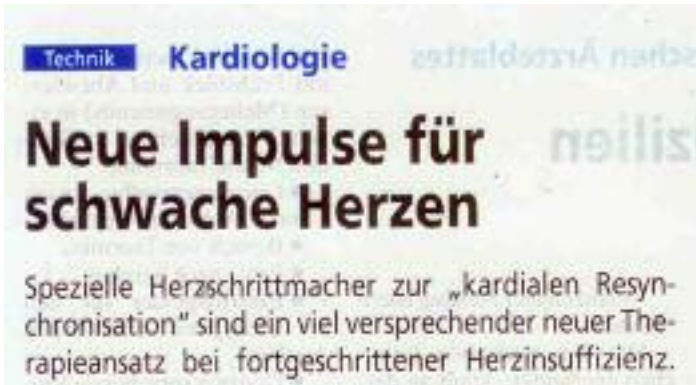 Technik Kardiologie
Neue Impulse für
schwache Herzen
Spezielle Herzschrittmacher zur „kardialen Resyn-
chronisation" sind ein viel versprechender neuer The-
rapieansatz bei fortgeschrittener Herzinsuffizienz.